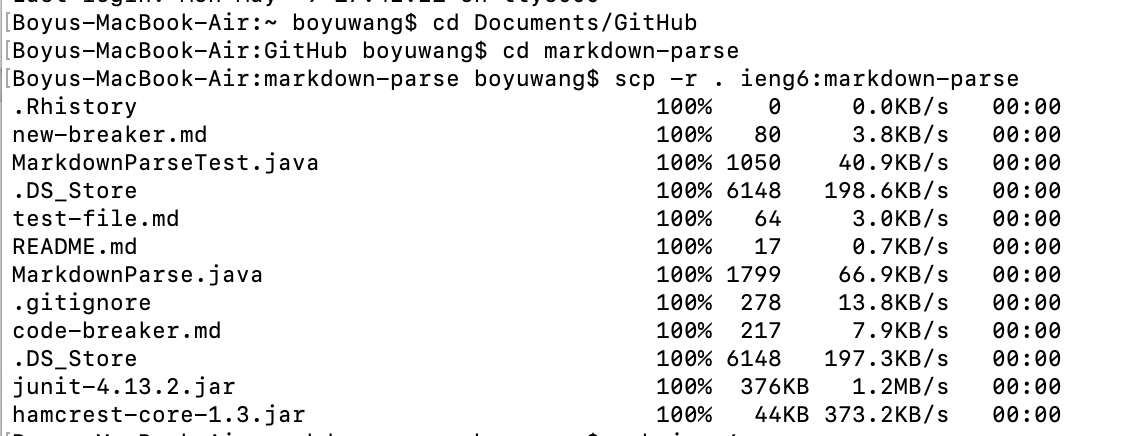 [Boyus-MacBook-Air:~ boyuwang$ cd Documents/GitHub
[Boyus-MacBook-Air:GitHub boyuwang$ cd markdown-parse
[Boyus-MacBook-Air:markdown-parse boyuwang$ scp -r . ieng6:markdown-parse
.Rhistory 100% 0 0.0KB/s 00:00
new-breaker.md 100% 80 3.8KB/s 00:00
MarkdownParseTest.java 100% 1050 40.9KB/s 00:00
.DS_Store 100% 6148 198.6KB/s 00:00
test-file.md 100% 64 3.0KB/s 00:00
README.md 100% 17 0.7KB/s 00:00
MarkdownParse.java 100% 1799 66.9KB/s 00:00
.gitignore 100% 278 13.8KB/s 00:00
code-breaker.md 100% 217 7.9KB/s 00:00
.DS_Store 100% 6148 197.3KB/s 00:00
junit-4.13.2.jar 100% 376KB 1.2MB/s 00:00
hamcrest-core-1.3.jar 100% 44KB 373.2KB/s 00:00